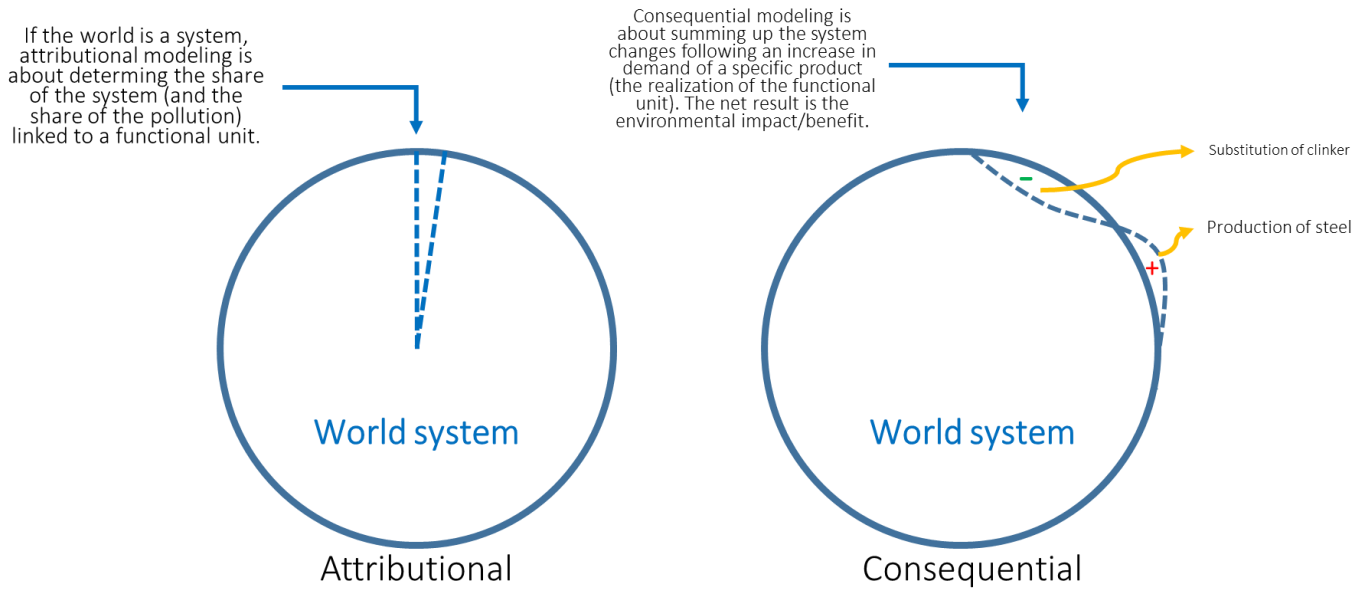 If the world is a system,
attributional modeling is
about determing the share
of the system (and the
share of the pollution)
linked to a functional unit.
Consequential modeling is
about summing up the system
changes following an increase in
demand of a specific product
(the realization of the functional
unit). The net result is the
environmental impact/benefit.
Substitution of clinker
Production of steel
−
+
World system
World system
Attributional
Consequential